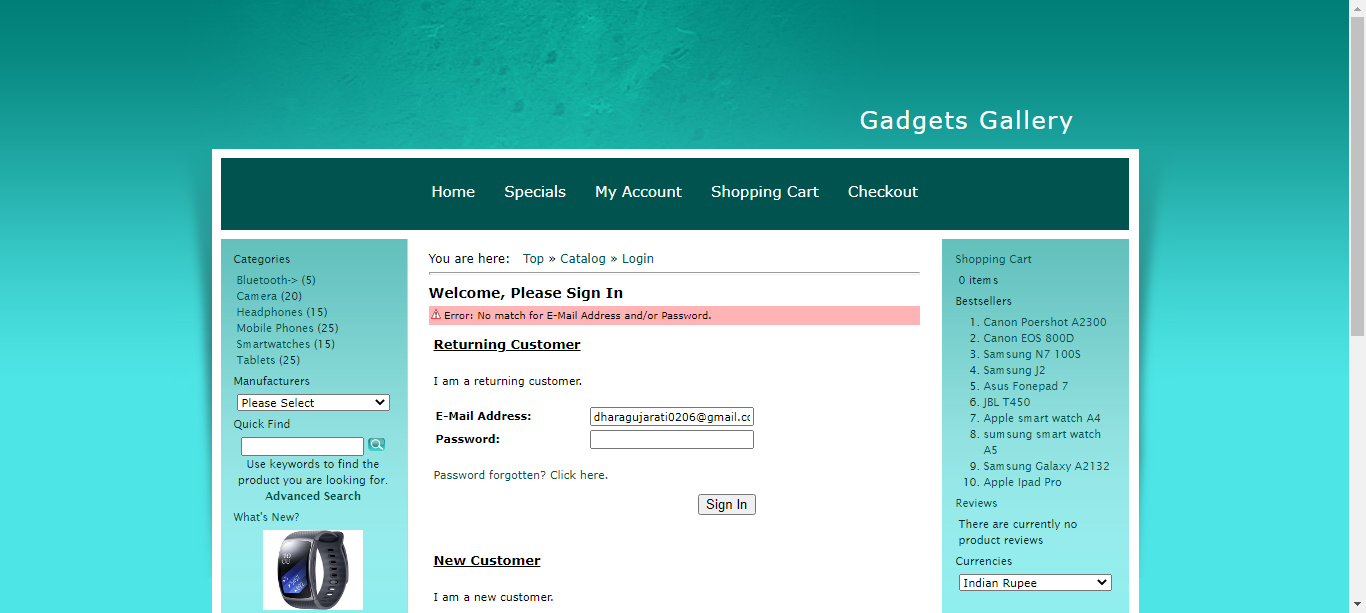 Gadgets Gallery
Home Specials My Account Shopping Cart Checkout
Categories
Bluetooth-> (5)
Camera (20)
Headphones (15)
Mobile Phones (25)
Smartwatches (15)
Tablets (25)
Manufacturers
Please Select
Quick Find
Use keywords to find the
product you are looking for.
Advanced Search
What's New?
You are here: Top » Catalog » Login
Welcome, Please Sign In
Error: No match for E-Mail Address and/or Password.
Returning Customer
I am a returning customer.
E-Mail Address: dharagujarati0206@gmail.cc
Password:
Password forgotten? Click here.
Sign In
New Customer
I am a new customer.
Shopping Cart
0 items
Bestsellers
1. Canon Poershot A2300
2. Canon EOS 800D
3. Samsung N7 100S
4. Samsung J2
5. Asus Fonepad 7
6. JBL T450
7. Apple smart watch A4
8. sumsung smart watch
A5
9. Samsung Galaxy A2132
10. Apple Ipad Pro
Reviews
There are currently no
product reviews
Currencies
Indian Rupee